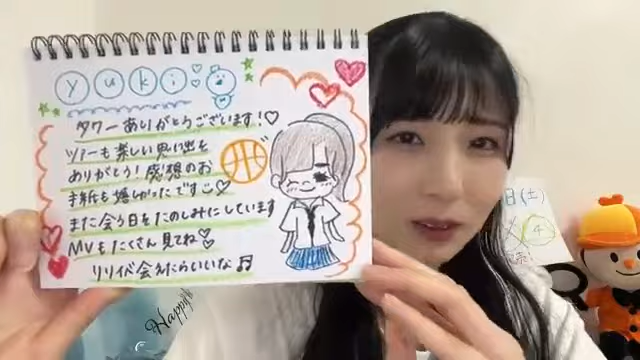 yuki
タワーありがとうございます!♡
ツアーも楽しい思い出を
ありがとう!感想のお
手紙も嬉しかったです♡
また会う日をたのしみにしています
MVもたくさん見てね♡
リリイベ会えたらいいな♬
日(土)
4
Happy